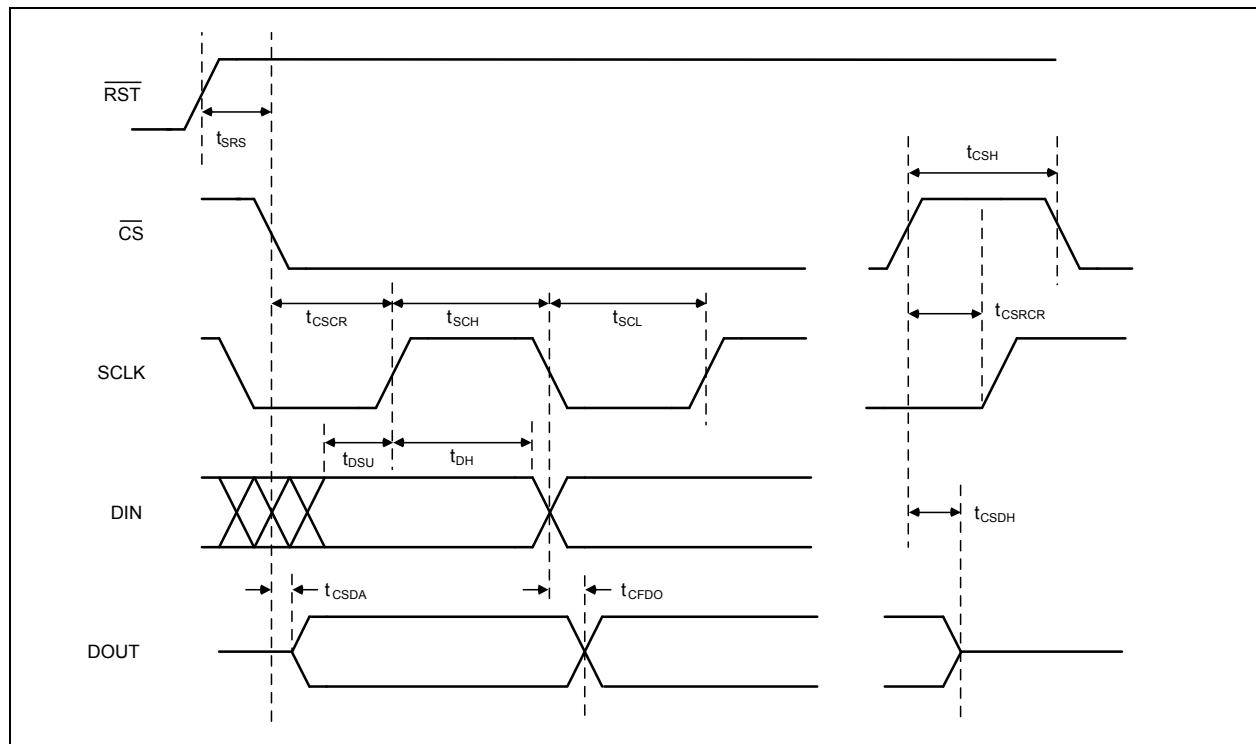 RST
tSRS
tCSH
CS
tCSCR
tSCH
tSCL
tCSRCR
SCLK
tDSU
tDH
DIN
tCSDH
tCSDA
tCFDO
DOUT